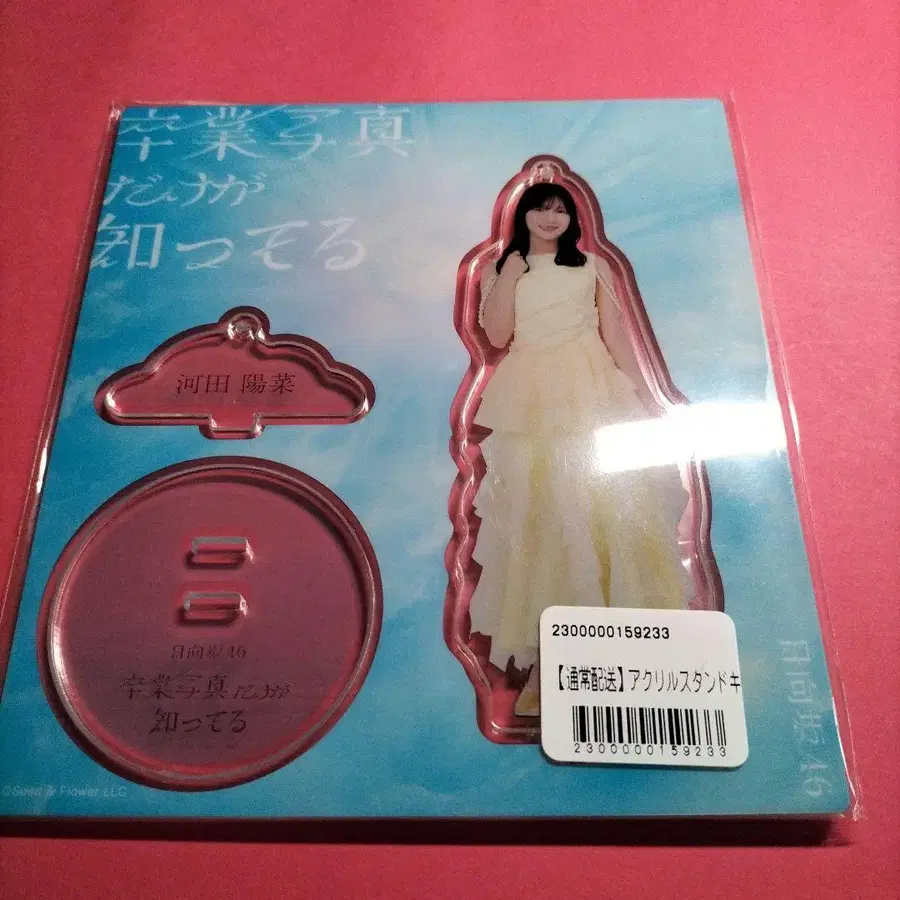 卒業写真
だけが
知ってる
河田 陽菜
日向坂46
卒業写真だけが
知ってる
©Seed & Flower LLC
2300000159233
【通常配送】アクリルスタンドキ
2300000159233
日向坂46